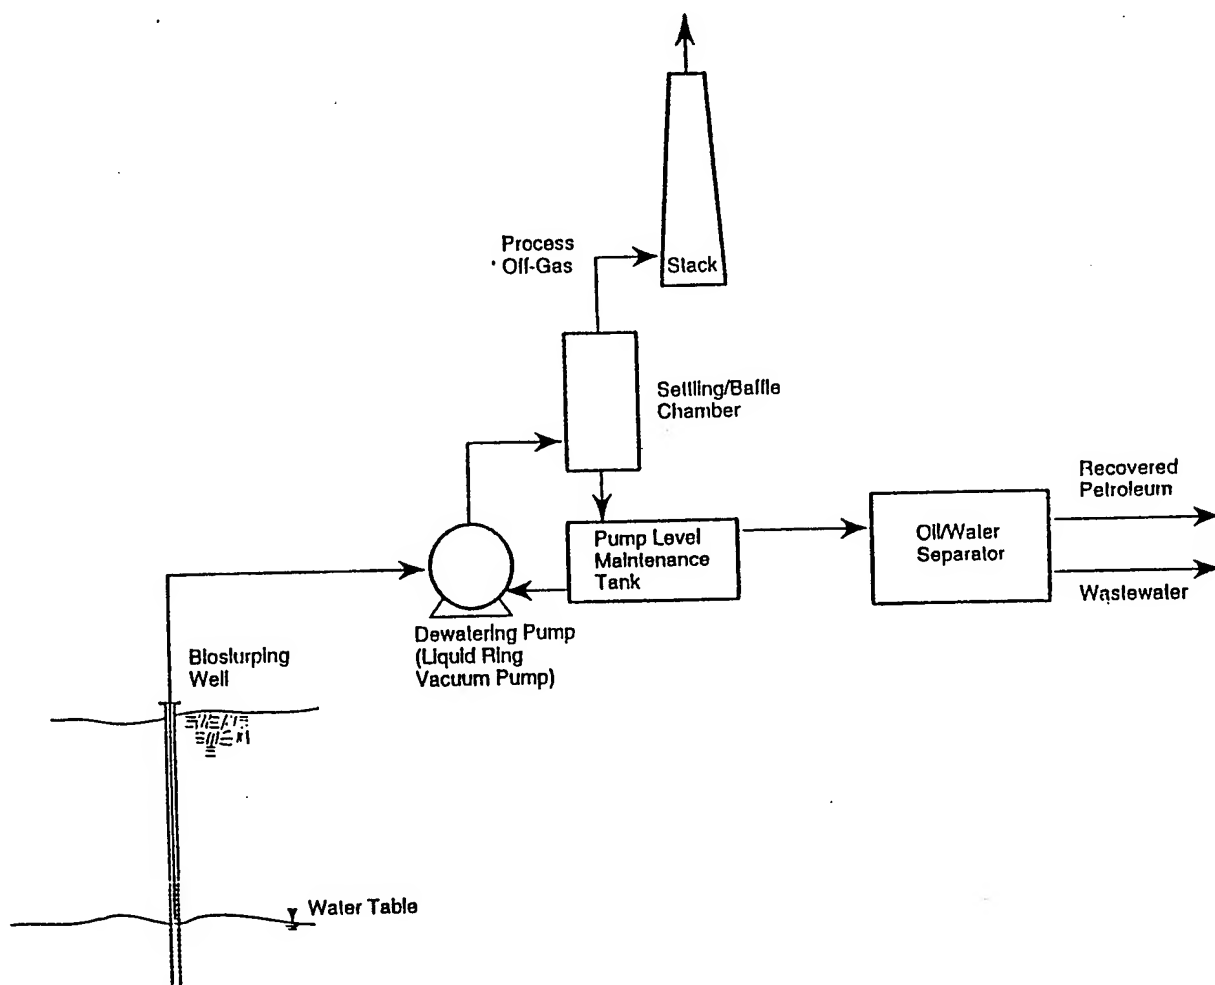 Process
Off-Gas
Stack
Settling/Baffle
Chamber
Recovered
Petroleum
Pump Level
Maintenance
Tank
Oil/Water
Separator
Wastewater
Dewatering Pump
(Liquid Ring
Vacuum Pump)
Bioslurping
Well
Water Table